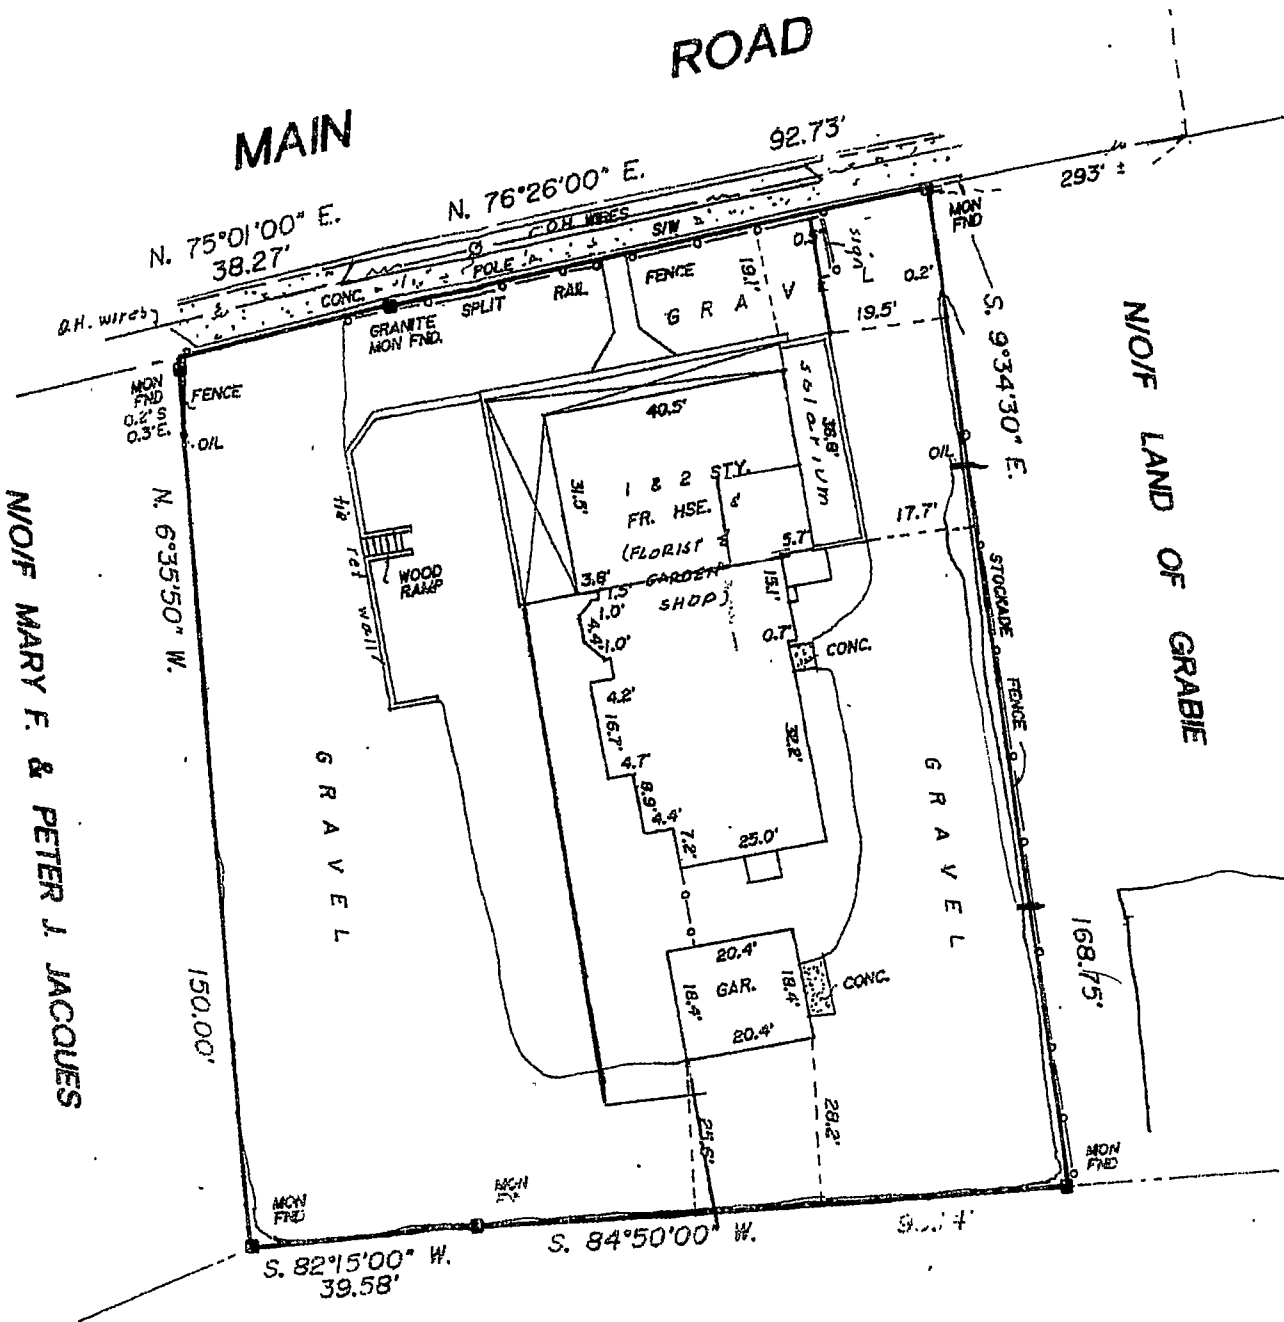 ROAD
MAIN
92.73'
N. 76°26'00" E.
293' ±
N. 75°01'00" E.
38.27'
O.H. WIRES
S/W
POLE
CONC.
O.H. wires
MON
FND
sign
0.2'
FENCE
RAIL
SPLIT
19.1'
G R A V
19.5'
GRANITE
MON FND.
MON
FND
0.2' S
0.3' E.
FENCE
O/L
S. 9°34'30" E.
N/O/F LAND OF GRABIE
solarium
38.8'
40.5'
31.5'
O/L
1 & 2 STY.
FR. HSE. &
(FLORIST
GARDEN
SHOP)
17.7'
5.7'
tie ret wall
WOOD
RAMP
N. 6°35'50" W.
N/O/F MARY F. & PETER J. JACQUES
3.8'
1.5'
1.0'
4.4'
1.0'
15.1'
0.7'
CONC.
STOCKADE FENCE
4.2'
16.7'
4.7'
8.9'
4.4'
7.2'
32.2'
25.0'
GRAVEL
GRAVEL
20.4'
18.4'
GAR.
18.4'
CONC.
20.4'
168.75'
150.00'
25.6'
28.2'
MON
FND
MON
FND
MON
S. 84°50'00" W.
S. 82°15'00" W.
39.58'